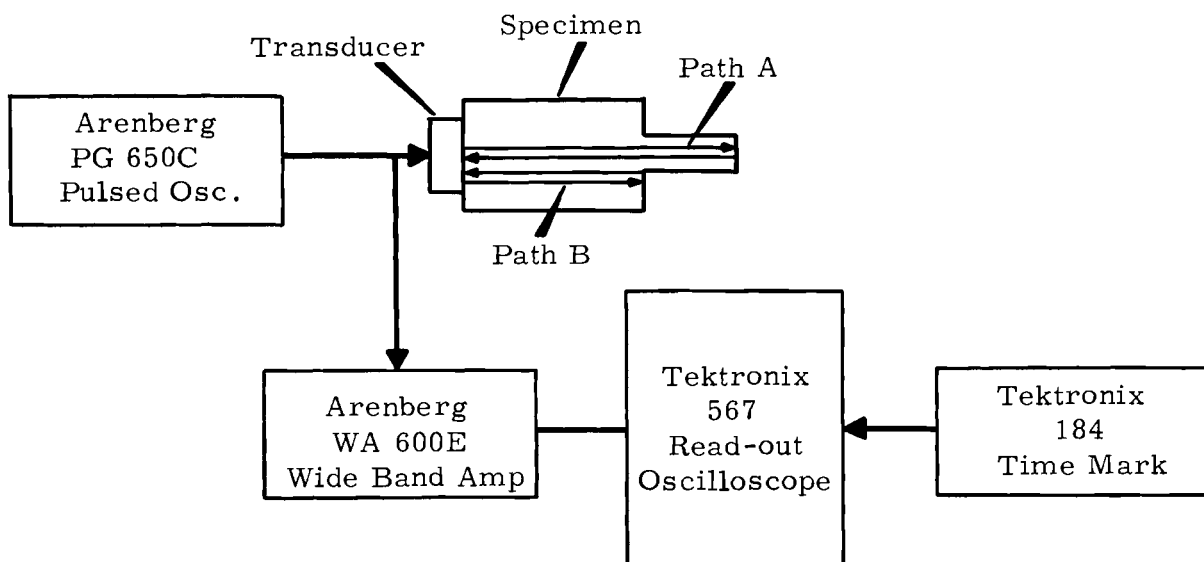 Specimen
Transducer
Path A
Arenberg
PG 650C
Pulsed Osc.
Path B
Arenberg
WA 600E
Wide Band Amp
Tektronix
567
Read-out
Oscilloscope
Tektronix
184
Time Mark